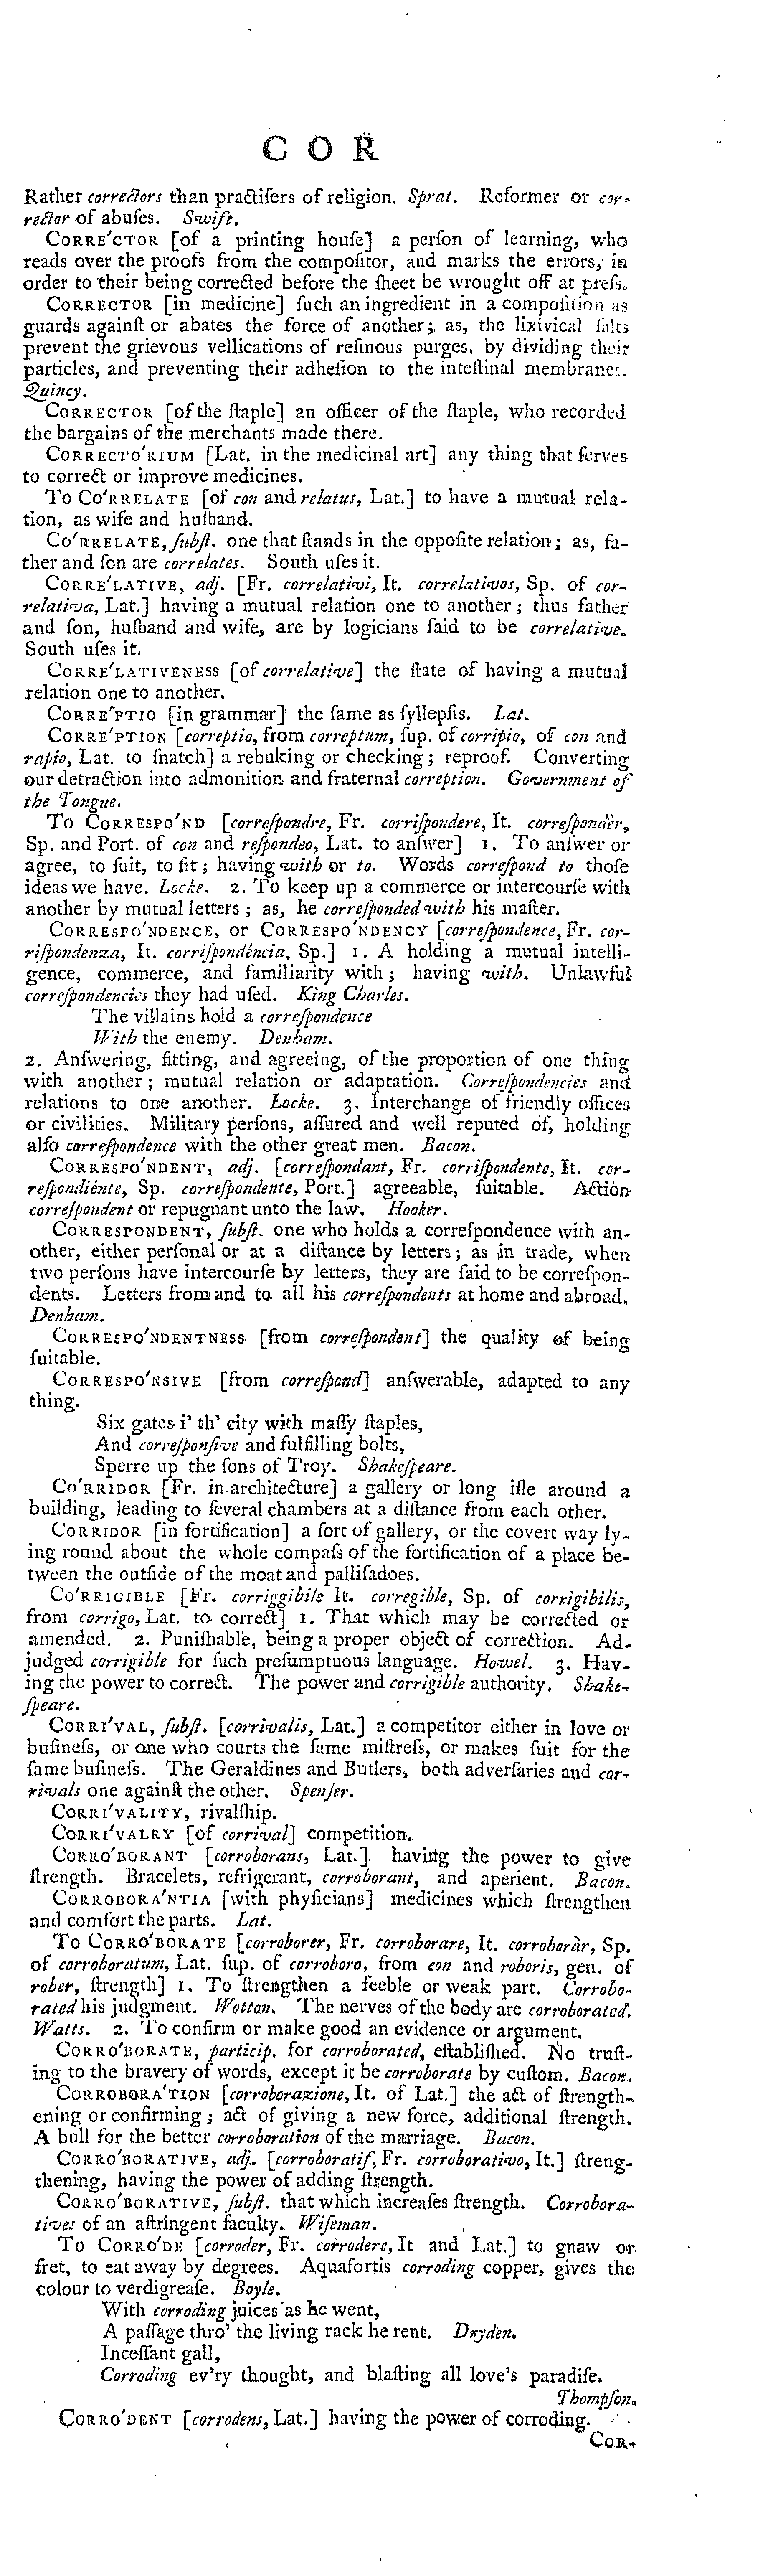 C O R
Rather correctors than practiſers of religion. Sprat. Reformer or cor-
rector of abuſes. Swift.
CORRE'CTOR [of a printing houſe] a perſon of learning, who
reads over the proofs from the compoſitor, and marks the errors, in
order to their being corrected before the ſheet be wrought off at preſs.
CORRECTOR [in medicine] ſuch an ingredient in a compoſition as
guards againſt or abates the force of another; as, the lixivical ſalts
prevent the grievous vellications of reſinous purges, by dividing their
particles, and preventing their adheſion to the inteſtinal membranes.
Quincy.
CORRECTOR [of the ſtaple] an officer of the ſtaple, who recorded
the bargains of the merchants made there.
CORRECTO'RIUM [Lat. in the medicinal art] any thing that ſerves
to correct or improve medicines.
To CO'RRELATE [of con and relatus, Lat.] to have a mutual rela-
tion, as wife and huſband.
CO'RRELATE, ſubſt. one that ſtands in the oppoſite relation; as, fa-
ther and ſon are correlates. South uſes it.
CORRE'LATIVE, adj. [Fr. correlativi, It. correlativos, Sp. of cor-
relativa, Lat.] having a mutual relation one to another; thus father
and ſon, huſband and wife, are by logicians ſaid to be correlative.
South uſes it.
CORRE'LATIVENESS [of correlative] the ſtate of having a mutual
relation one to another.
CORRE'PTIO [in grammar] the ſame as ſyllepſis. Lat.
CORRE'PTION [correptio, from correptum, ſup. of corripio, of con and
rapio, Lat. to ſnatch] a rebuking or checking; reproof. Converting
our detraction into admonition and fraternal correption. Government of
the Tongue.
To CORRESPO'ND [correſpondre, Fr. corriſpondere, It. correſpondèr,
Sp. and Port. of con and reſpondeo, Lat. to anſwer] 1. To anſwer or
agree, to ſuit, to fit; having with or to. Words correſpond to thoſe
ideas we have. Locke. 2. To keep up a commerce or intercourſe with
another by mutual letters; as, he correſponded with his maſter.
CORRESPO'NDENCE, or CORRESPO'NDENCY [correſpondence, Fr. cor-
riſpondenza, It. corriſpondéncia, Sp.] 1. A holding a mutual intelli-
gence, commerce, and familiarity with; having with. Unlawful
correſpondencies they had uſed. King Charles.
The villains hold a correſpondence
With the enemy. Denham.
2. Anſwering, fitting, and agreeing, of the proportion of one thing
with another; mutual relation or adaptation. Correſpondencies and
relations to one another. Locke. 3. Interchange of friendly offices
or civilities. Military perſons, aſſured and well reputed of, holding
alſo correſpondence with the other great men. Bacon.
CORRESPO'NDENT, adj. [correſpondant, Fr. corriſpondente, It. cor-
reſpondiénte, Sp. correſpondente, Port.] agreeable, ſuitable. Action
correſpondent or repugnant unto the law. Hooker.
CORRESPONDENT, ſubſt. one who holds a correſpondence with an-
other, either perſonal or at a diſtance by letters; as in trade, when
two perſons have intercourſe by letters, they are ſaid to be correſpon-
dents. Letters from and to all his correſpondents at home and abroad.
Denham.
CORRESPO'NDENTNESS [from correſpondent] the quality of being
ſuitable.
CORRESPO'NSIVE [from correſpond] anſwerable, adapted to any
thing.
Six gates i' th' city with maſſy ſtaples,
And correſponſive and fulfilling bolts,
Sperre up the ſons of Troy. Shakeſpeare.
CO'RRIDOR [Fr. in architecture] a gallery or long iſle around a
building, leading to ſeveral chambers at a diſtance from each other.
CORRIDOR [in fortification] a ſort of gallery, or the covert way ly-
ing round about the whole compaſs of the fortification of a place be-
tween the outſide of the moat and palliſadoes.
CO'RRIGIBLE [Fr. corriggibile It. corregible, Sp. of corrigibilis,
from corrigo, Lat. to correct] 1. That which may be corrected or
amended. 2. Puniſhable, being a proper object of correction. Ad-
judged corrigible for ſuch preſumptuous language. Howel. 3. Hav-
ing the power to correct. The power and corrigible authority. Shake-
ſpeare.
CORRI'VAL, ſubſt. [corrivalis, Lat.] a competitor either in love or
buſineſs, or one who courts the ſame miſtreſs, or makes ſuit for the
ſame buſineſs. The Geraldines and Butlers, both adverſaries and cor-
rivals one againſt the other. Spenſer.
CORRI'VALITY, rivalſhip.
CORRI'VALRY [of corrival] competition.
CORRO'BORANT [corroborans, Lat.] having the power to give
ſtrength. Bracelets, refrigerant, corroborant, and aperient. Bacon.
CORROBORA'NTIA [with phyſicians] medicines which ſtrengthen
and comfort the parts. Lat.
To CORRO'BORATE [corroborer, Fr. corroborare, It. corroboràr, Sp.
of corroboratum, Lat. ſup. of corroboro, from con and roboris, gen. of
rober, ſtrength] 1. To ſtrengthen a feeble or weak part. Corrobo-
rated his judgment. Wotton. The nerves of the body are corroborated.
Watts. 2. To confirm or make good an evidence or argument.
CORRO'BORATE, particip. for corroborated, eſtabliſhed. No truſt-
ing to the bravery of words, except it be corroborate by cuſtom. Bacon.
CORROBORA'TION [corroborazione, It. of Lat.] the act of ſtrength-
ening or confirming; act of giving a new force, additional ſtrength.
A bull for the better corroboration of the marriage. Bacon.
CORRO'BORATIVE, adj. [corroboratif, Fr. corroborativo, It.] ſtreng-
thening, having the power of adding ſtrength.
CORRO'BORATIVE, ſubſt. that which increaſes ſtrength. Corrobora-
tives of an aſtringent faculty. Wiſeman.
To CORRO'DE [corroder, Fr. corrodere, It and Lat.] to gnaw or
fret, to eat away by degrees. Aquafortis corroding copper, gives the
colour to verdigreaſe. Boyle.
With corroding juices as he went,
A paſſage thro' the living rack he rent. Dryden.
Inceſſant gall,
Corroding ev'ry thought, and blaſting all love's paradiſe.
Thompſon.
CORRO'DENT [corrodens, Lat.] having the power of corroding.
COR-